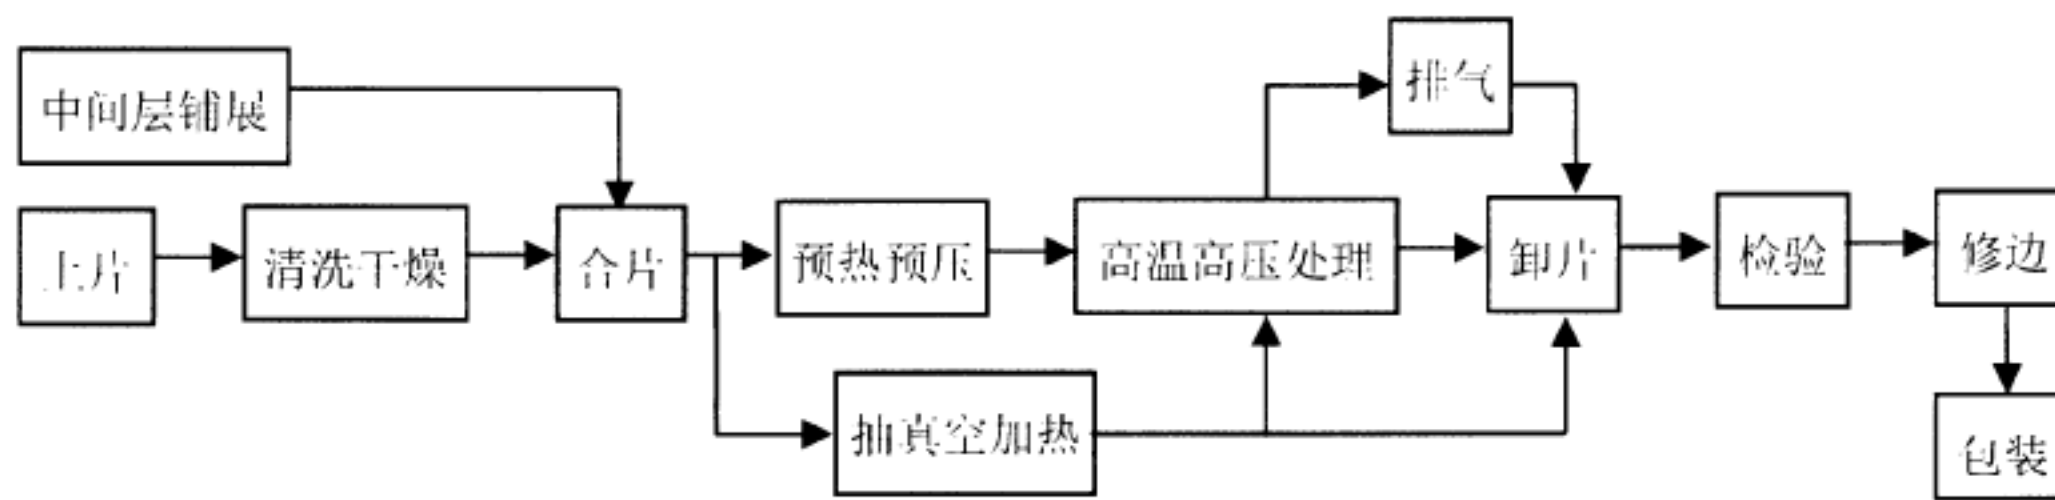 中间层铺展
排气
上片
清洗干燥
合片
预热预压
高温高压处理
卸片
检验
修边
抽真空加热
包装